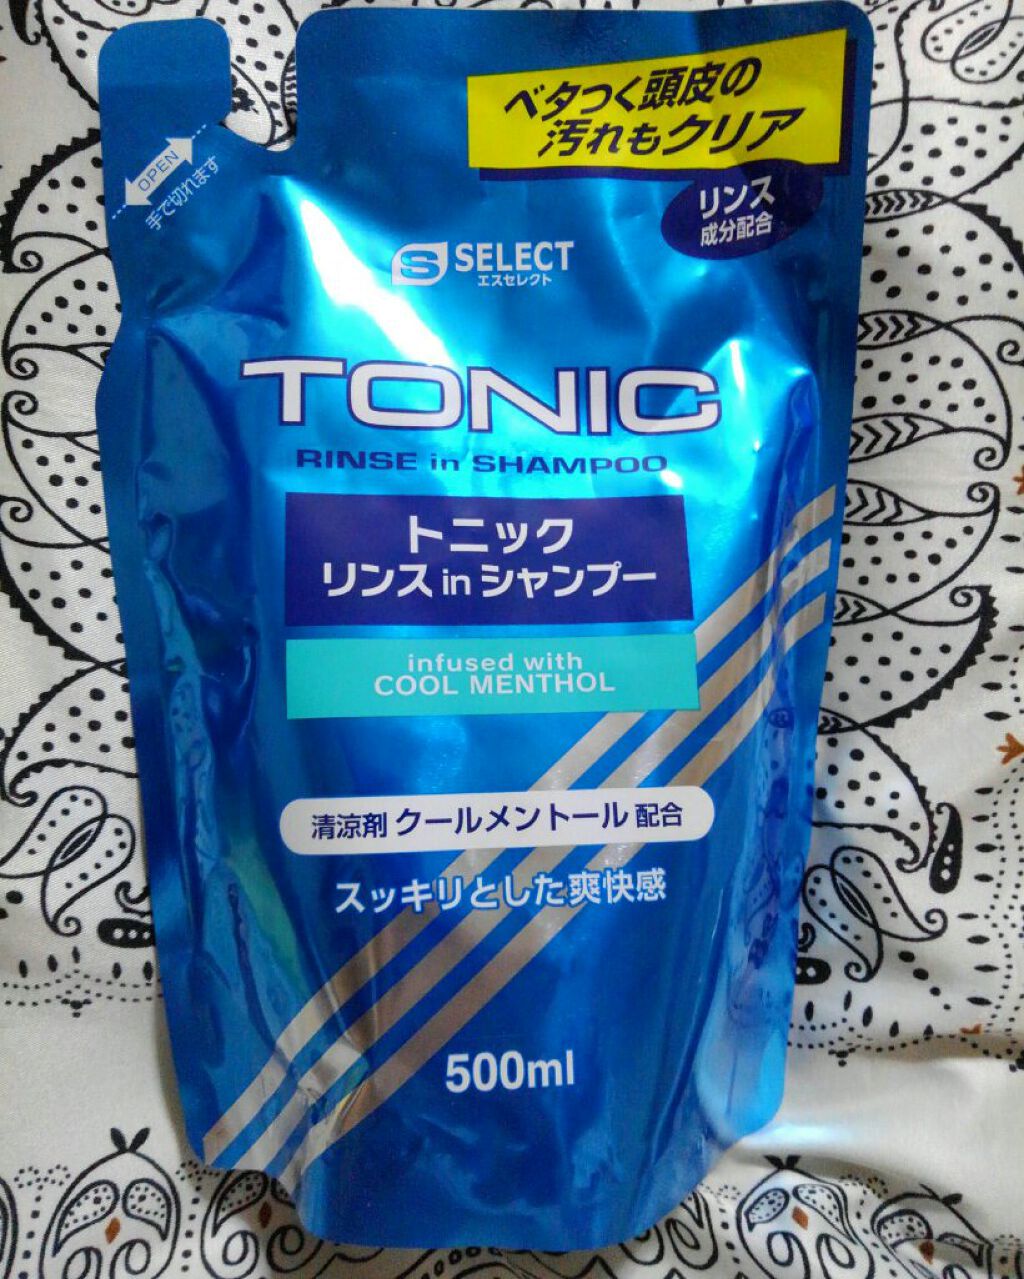 ベタつく頭皮の
汚れもクリア
リンス
成分配合
OPEN
手で切れます
S SELECT
エスセレクト
TONIC
RINSE in SHAMPOO
トニック
リンス in シャンプー
infused with
COOL MENTHOL
清涼剤 クールメントール 配合
スッキリとした爽快感
500ml